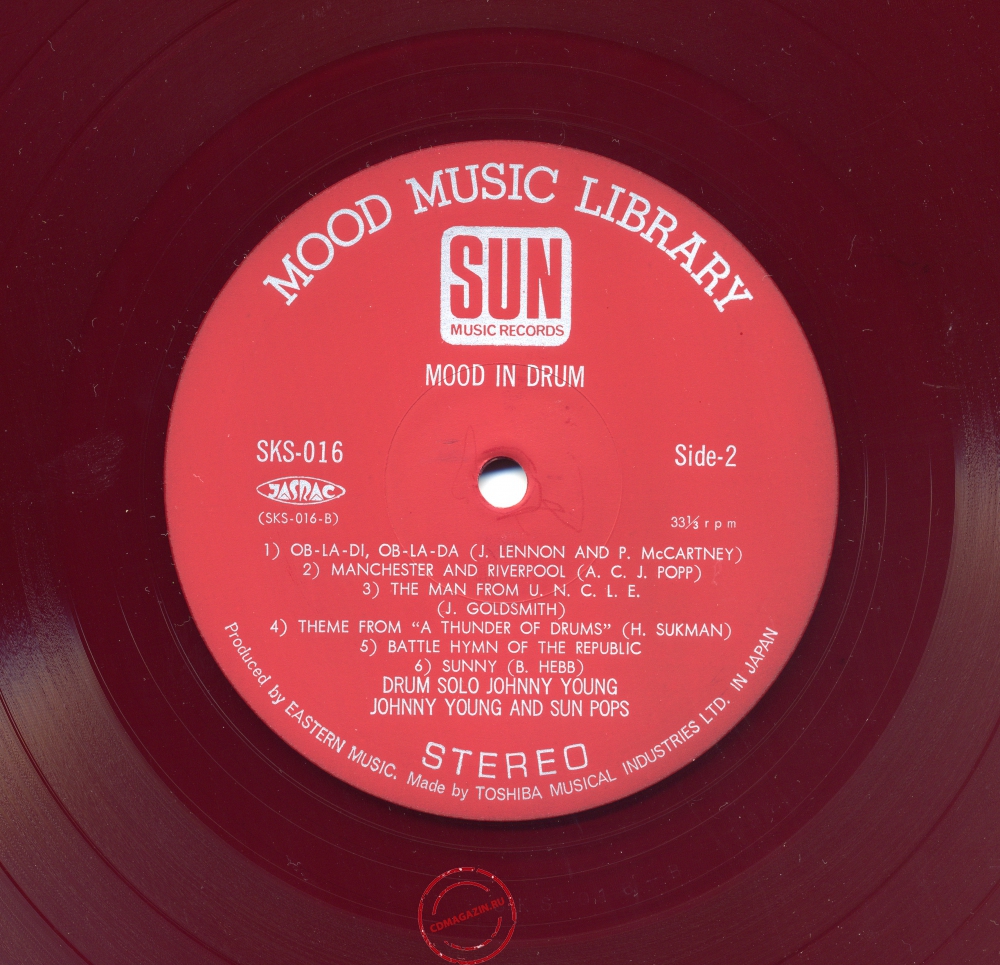 MOOD MUSIC LIBRARY
SUN
MUSIC RECORDS
MOOD IN DRUM
SKS-016
Side-2
JASRAC
(SKS-016-B)
33⅓ rpm
1) OB-LA-DI, OB-LA-DA (J. LENNON AND P. McCARTNEY)
2) MANCHESTER AND RIVERPOOL (A. C. J. POPP)
3) THE MAN FROM U. N. C. L. E.
(J. GOLDSMITH)
4) THEME FROM “A THUNDER OF DRUMS” (H. SUKMAN)
5) BATTLE HYMN OF THE REPUBLIC
6) SUNNY (B. HEBB)
DRUM SOLO JOHNNY YOUNG
JOHNNY YOUNG AND SUN POPS
STEREO
Produced by EASTERN MUSIC. Made by TOSHIBA MUSICAL INDUSTRIES LTD. IN JAPAN
CDMAGAZIN.RU